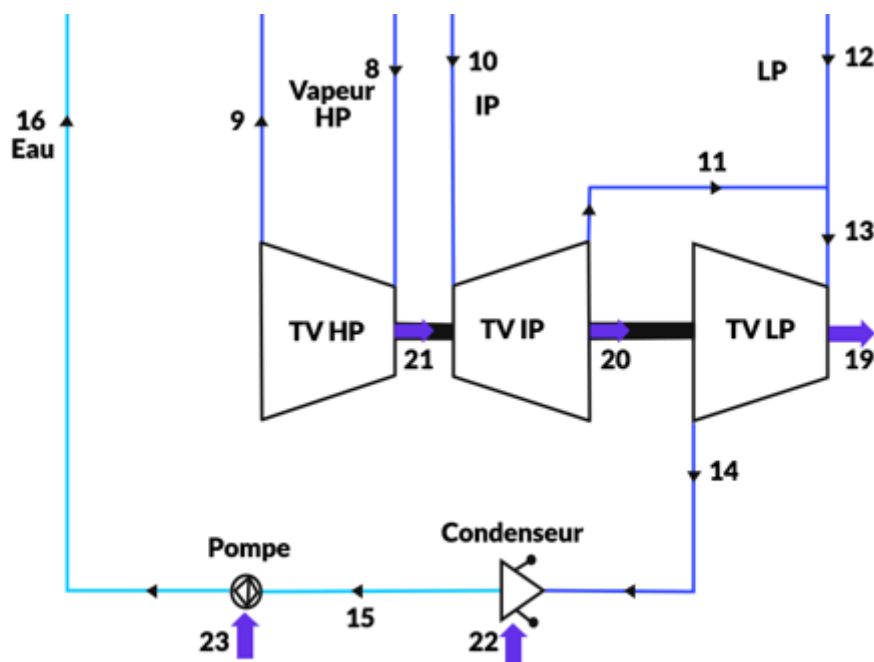 8
10
12
Vapeur
HP
IP
LP
16
Eau
9
11
13
TV HP
TV IP
TV LP
21
20
19
14
Condenseur
Pompe
15
23
22